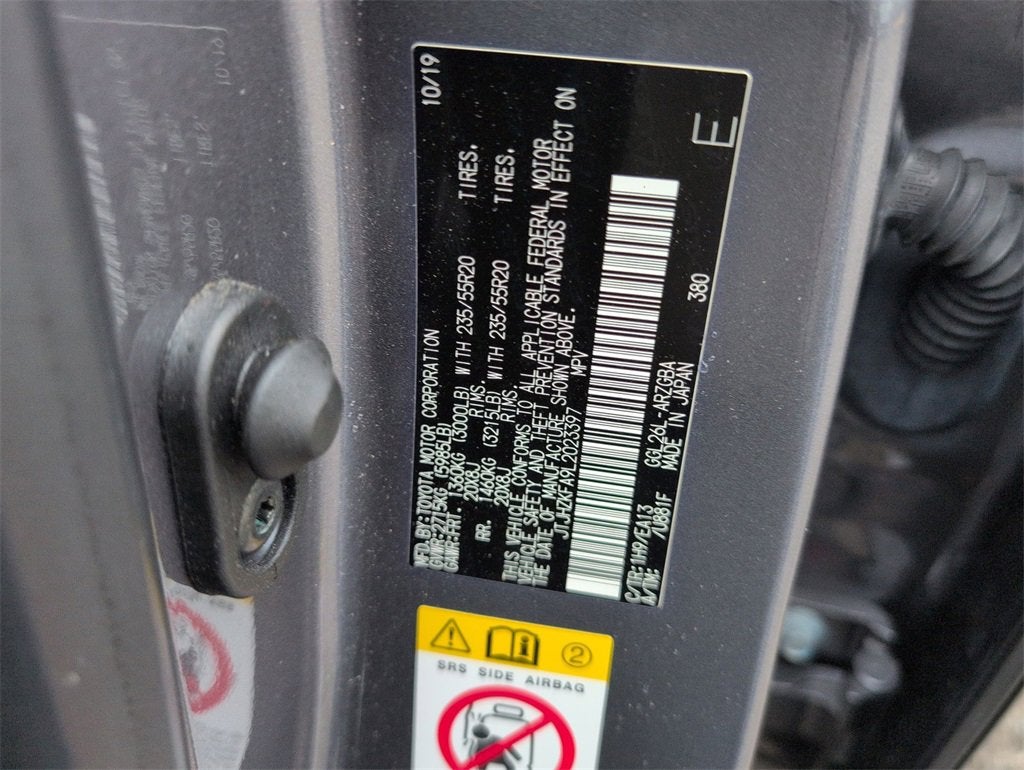 MFD.BY:TOYOTA MOTOR CORPORATION 10/19
GVWR:2715KG (5985LB)
GAWR:FRT. 1360KG (3000LB) WITH 235/55R20 TIRES,
20X8J RIMS,
RR. 1460KG (3215LB) WITH 235/55R20 TIRES,
20X8J RIMS,
THIS VEHICLE CONFORMS TO ALL APPLICABLE FEDERAL MOTOR
VEHICLE SAFETY AND THEFT PREVENTION STANDARDS IN EFFECT ON
THE DATE OF MANUFACTURE SHOWN ABOVE.
JTJHZKFA9L2023397 MPV
C/TR:1H9/EA13 GGL26L-ARZGBA 380
A/TM: /U881F MADE IN JAPAN
E
2
SRS SIDE AIRBAG